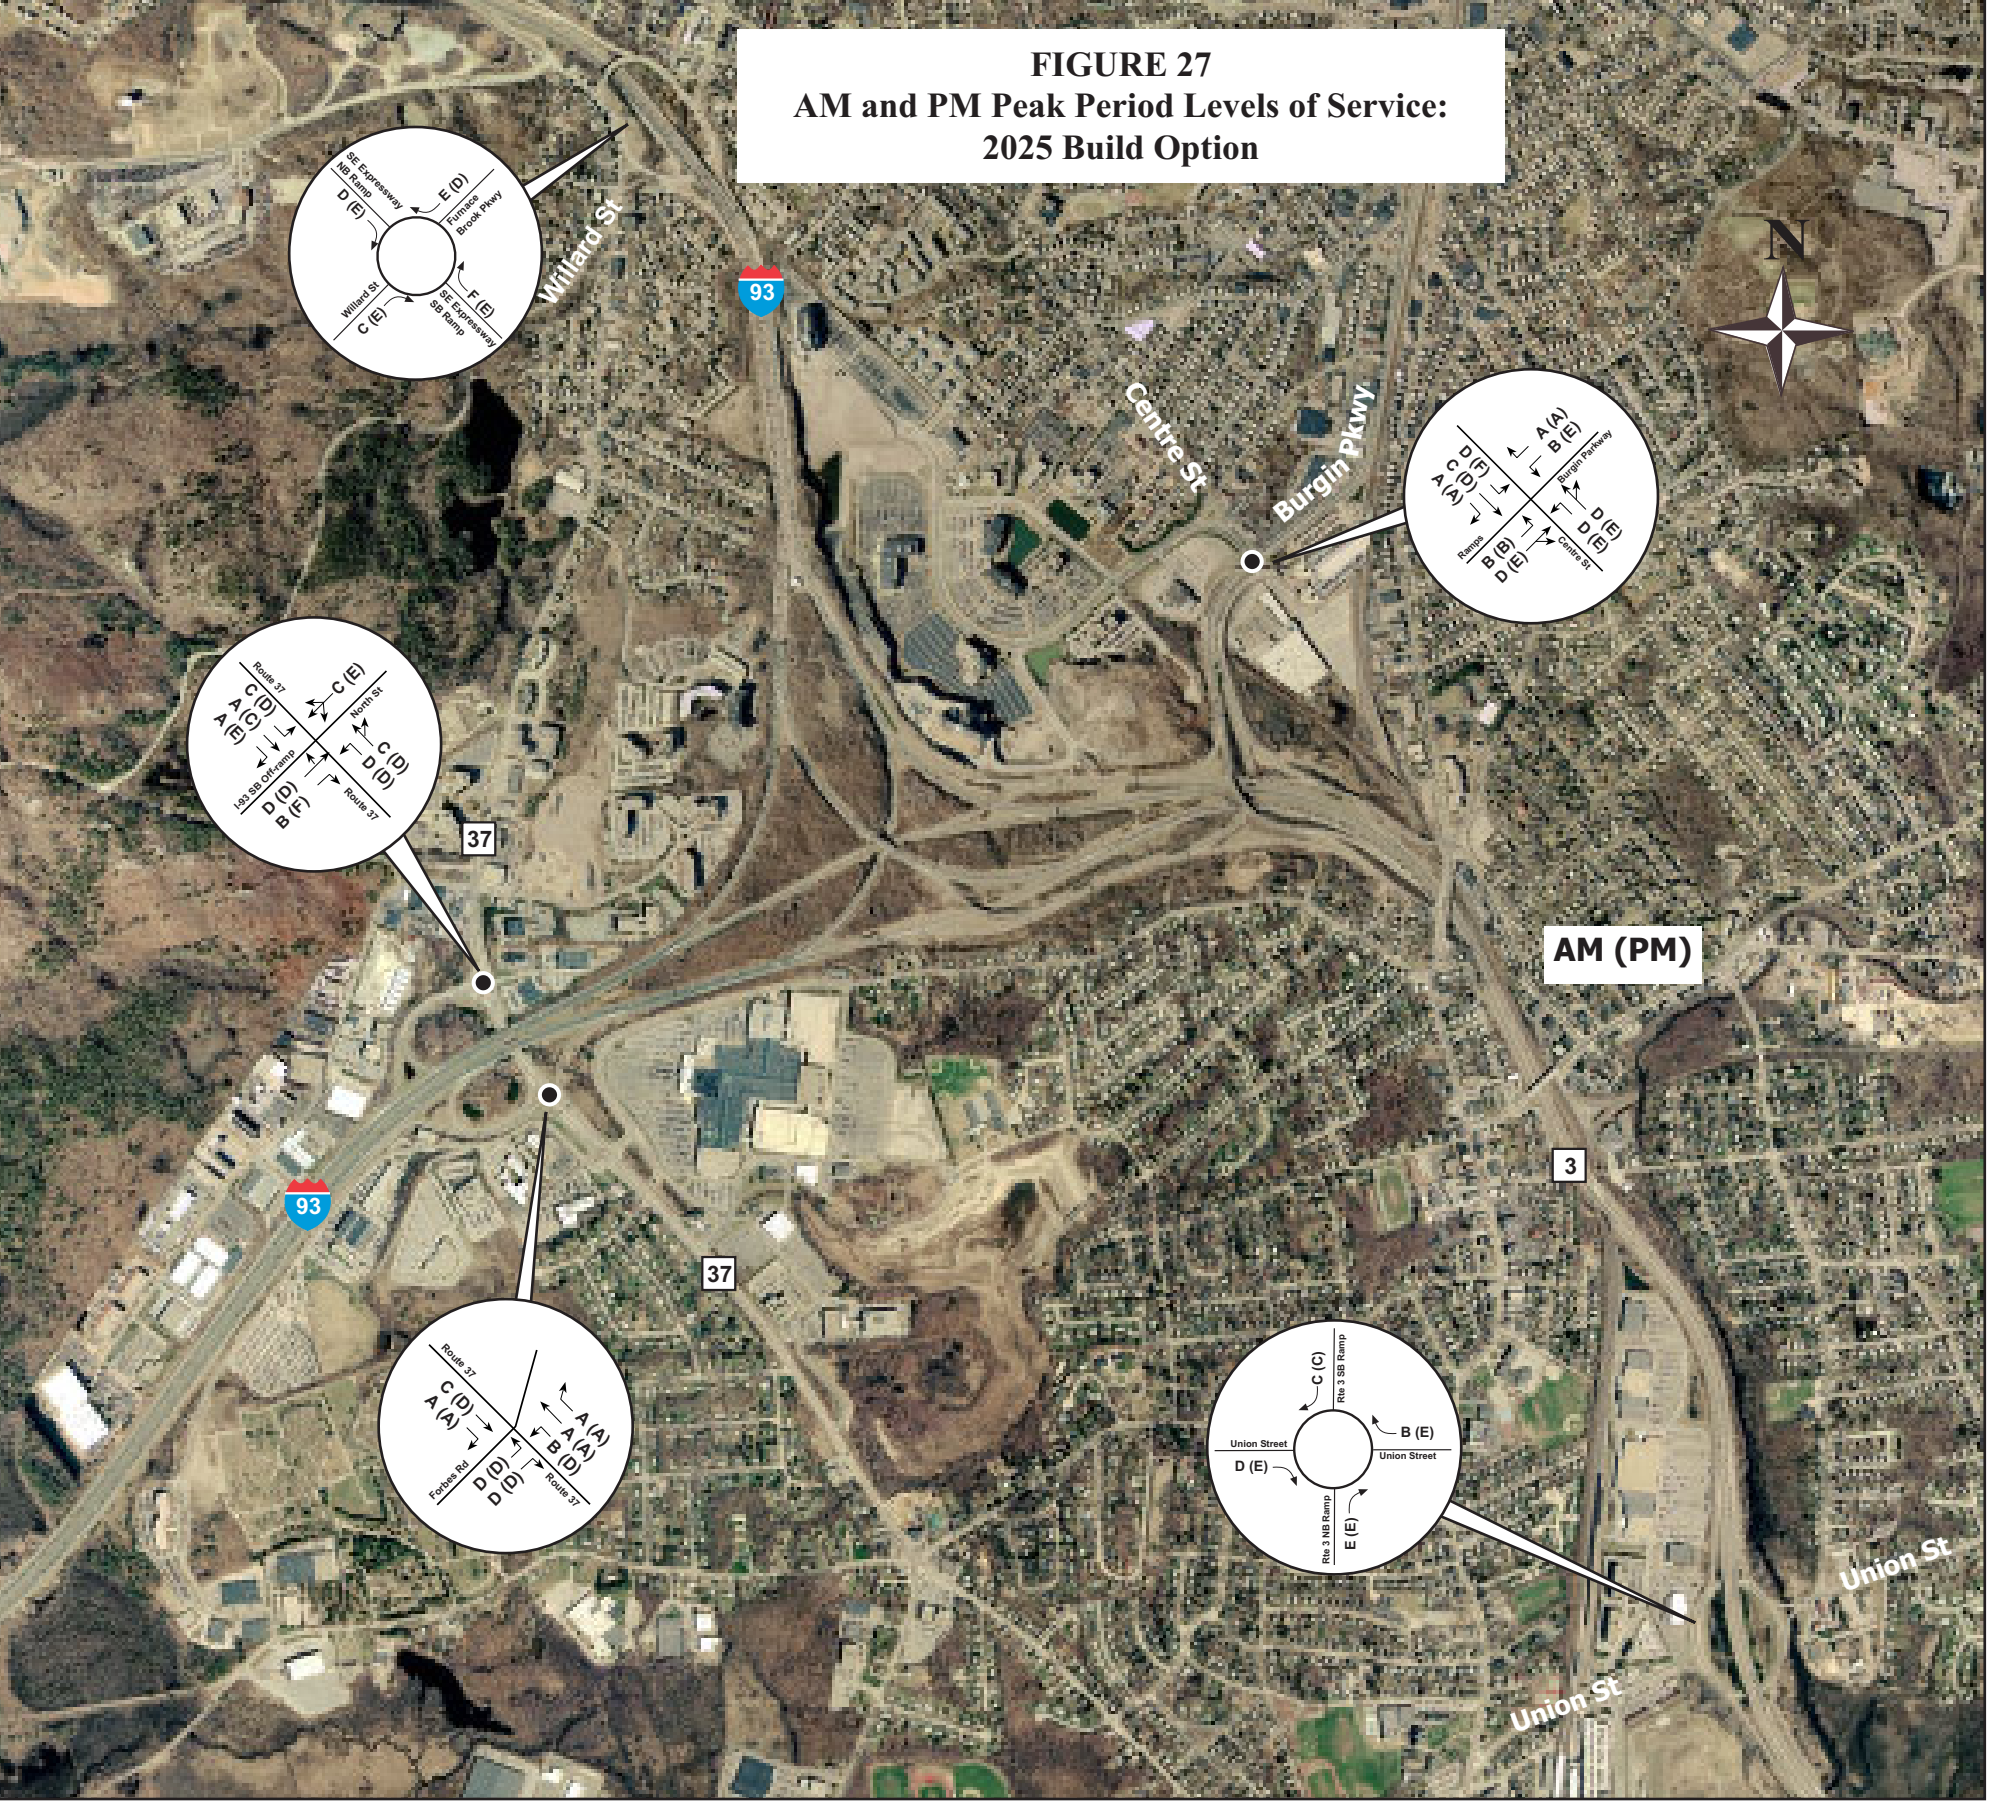 FIGURE 27
AM and PM Peak Period Levels of Service:
2025 Build Option
SE Expressway
NB Ramp
D (E)
E (D)
Furnace
Brook Pkwy
Willard St
C (E)
F (E)
SE Expressway
SB Ramp
Willard St
93
N
Centre St
Burgin Pkwy
A (A)
B (E)
Burgin Parkway
D (F)
C (D)
A (A)
Ramps
B (B)
D (E)
D (E)
D (E)
Centre St
Route 37
C (E)
North St
C (D)
A (C)
A (E)
I-93 SB Off-ramp
D (D)
B (F)
C (D)
D (D)
Route 37
37
AM (PM)
3
93
37
Route 37
C (D)
A (A)
Forbes Rd
D (D)
D (D)
A (A)
A (A)
B (D)
Route 37
C (C)
Rte 3 SB Ramp
B (E)
Union Street
Union Street
D (E)
Rte 3 NB Ramp
E (E)
Union St
Union St